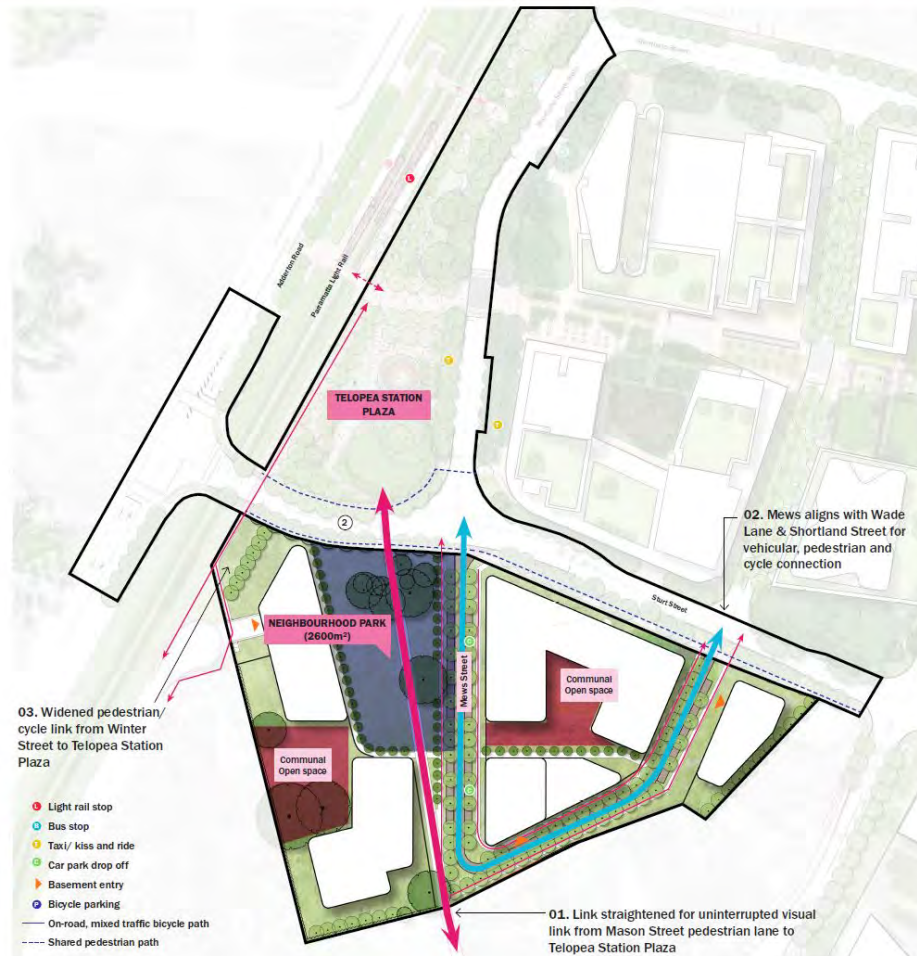 L
Adderton Road
Parramatta Light Rail
T
TELOPEA STATION
PLAZA
T
2
02. Mews aligns with Wade
Lane & Shortland Street for
vehicular, pedestrian and
cycle connection
Sturt Street
NEIGHBOURHOOD PARK
(2600m²)
C
Mews Street
Communal
Open space
03. Widened pedestrian/
cycle link from Winter
Street to Telopea Station
Plaza
Communal
Open space
C
L Light rail stop
B Bus stop
T Taxi/ kiss and ride
C Car park drop off
Basement entry
P Bicycle parking
On-road, mixed traffic bicycle path
Shared pedestrian path
01. Link straightened for uninterrupted visual
link from Mason Street pedestrian lane to
Telopea Station Plaza